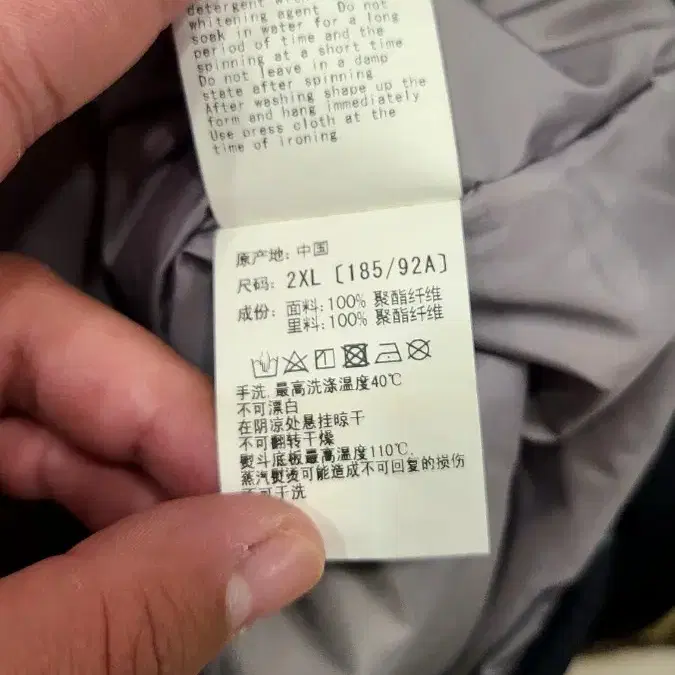 detergent
whitening agent Do not
soak in water for a long
period of time and the
spinning at a short time
Do not leave in a damp
state after spinning
After washing shape up the
form and hang immediately
Use press cloth at the
time of ironing
原产地: 中国
尺码: 2XL [185/92A]
成份: 面料:100% 聚酯纤维
里料:100% 聚酯纤维
手洗,最高洗涤温度40℃
不可漂白
在阴凉处悬挂晾干
不可翻转干燥
熨斗底板最高温度110℃,
蒸汽熨烫可能造成不可回复的损伤
不可干洗